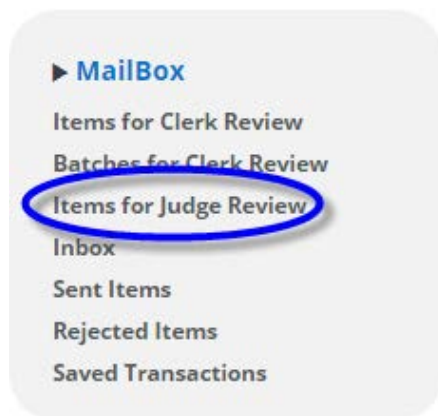 MailBox
Items for Clerk Review
Batches for Clerk Review
Items for Judge Review
Inbox
Sent Items
Rejected Items
Saved Transactions